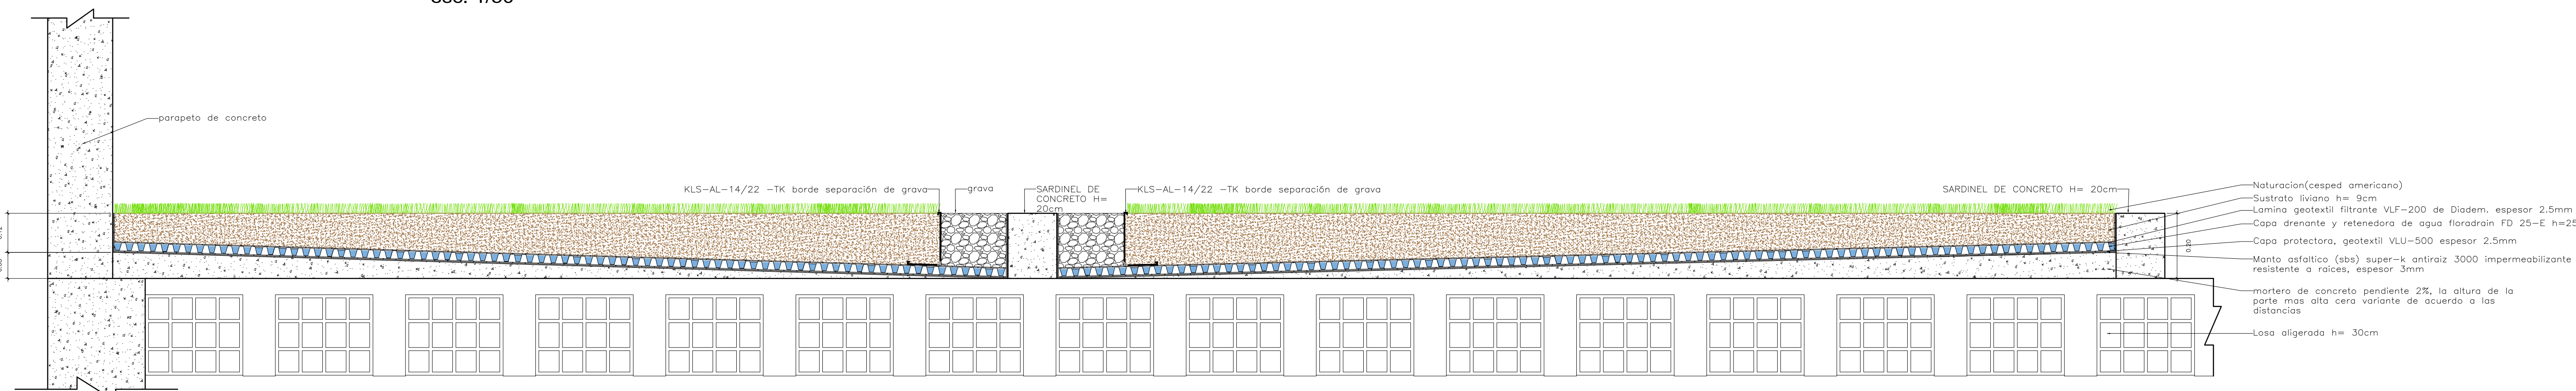 parapeto de concreto
KLS-AL-14/22 -TK borde separación de grava
grava
SARDINEL DE
CONCRETO H=
20cm
KLS-AL-14/22 -TK borde separación de grava
SARDINEL DE CONCRETO H= 20cm
0.20
Naturacion(cesped americano)
Sustrato liviano h= 9cm
Lamina geotextil filtrante VLF-200 de Diadem. espesor 2.5mm
Capa drenante y retenedora de agua floradrain FD 25-E h=25
Capa protectora, geotextil VLU-500 espesor 2.5mm
Manto asfaltico (sbs) super-k antiraiz 3000 impermeabilizante
resistente a raices, espesor 3mm
mortero de concreto pendiente 2%, la altura de la
parte mas alta cera variante de acuerdo a las
distancias
Losa aligerada h= 30cm